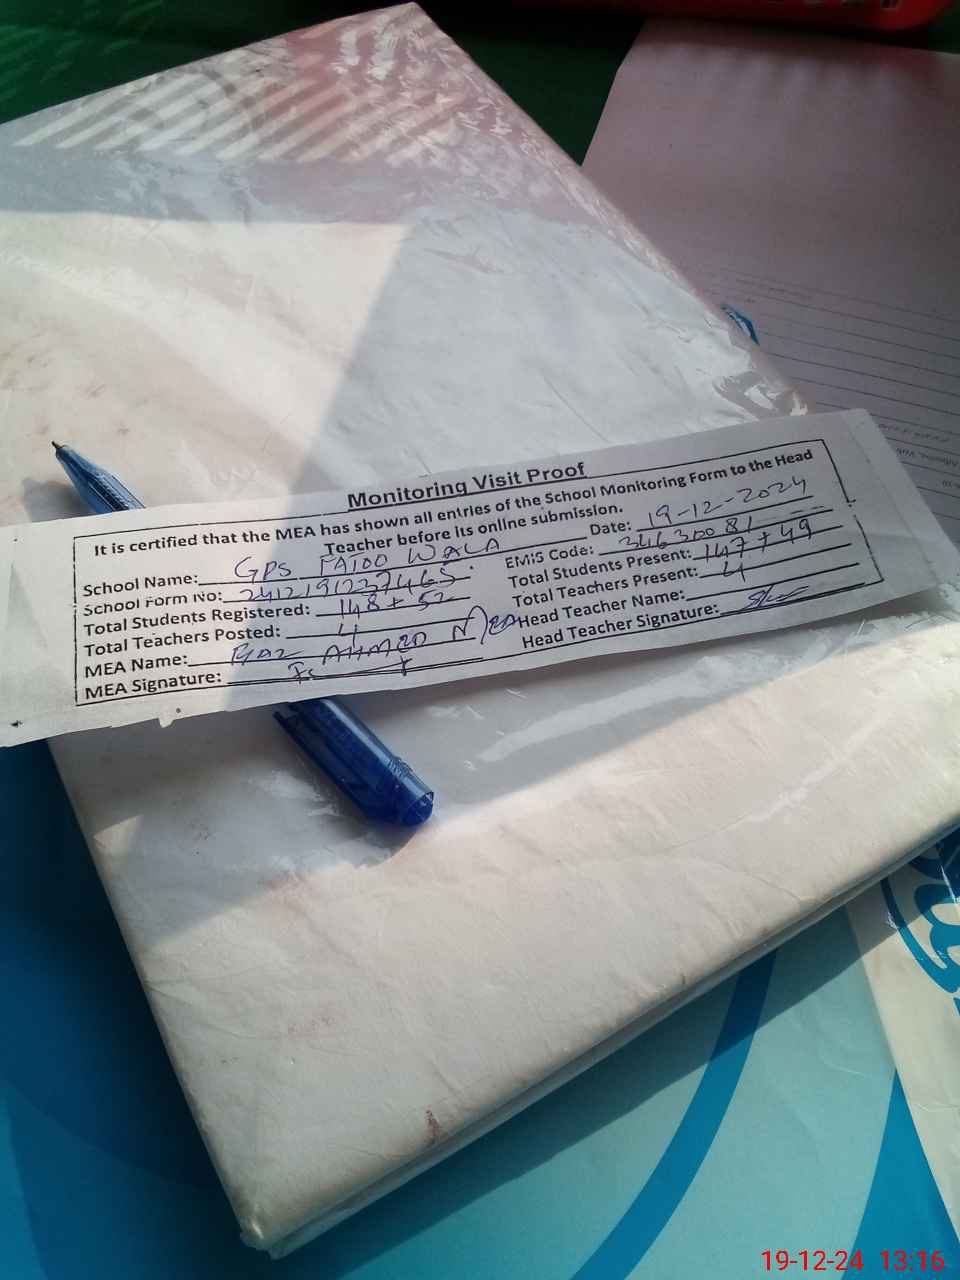 Monitoring Visit Proof
It is certified that the MEA has shown all entries of the School Monitoring Form to the Head
Teacher before its online submission.
School Name: GPS FATOO WALA Date: 19-12-2024
School Form No: 2412191237465 EMIS Code: 34630081
Total Students Registered: 148 + 52 Total Students Present: 147 + 49
Total Teachers Posted: 4 Total Teachers Present: 4
MEA Name: AHMED Head Teacher Name:
MEA Signature: Head Teacher Signature:
19-12-24 13:16